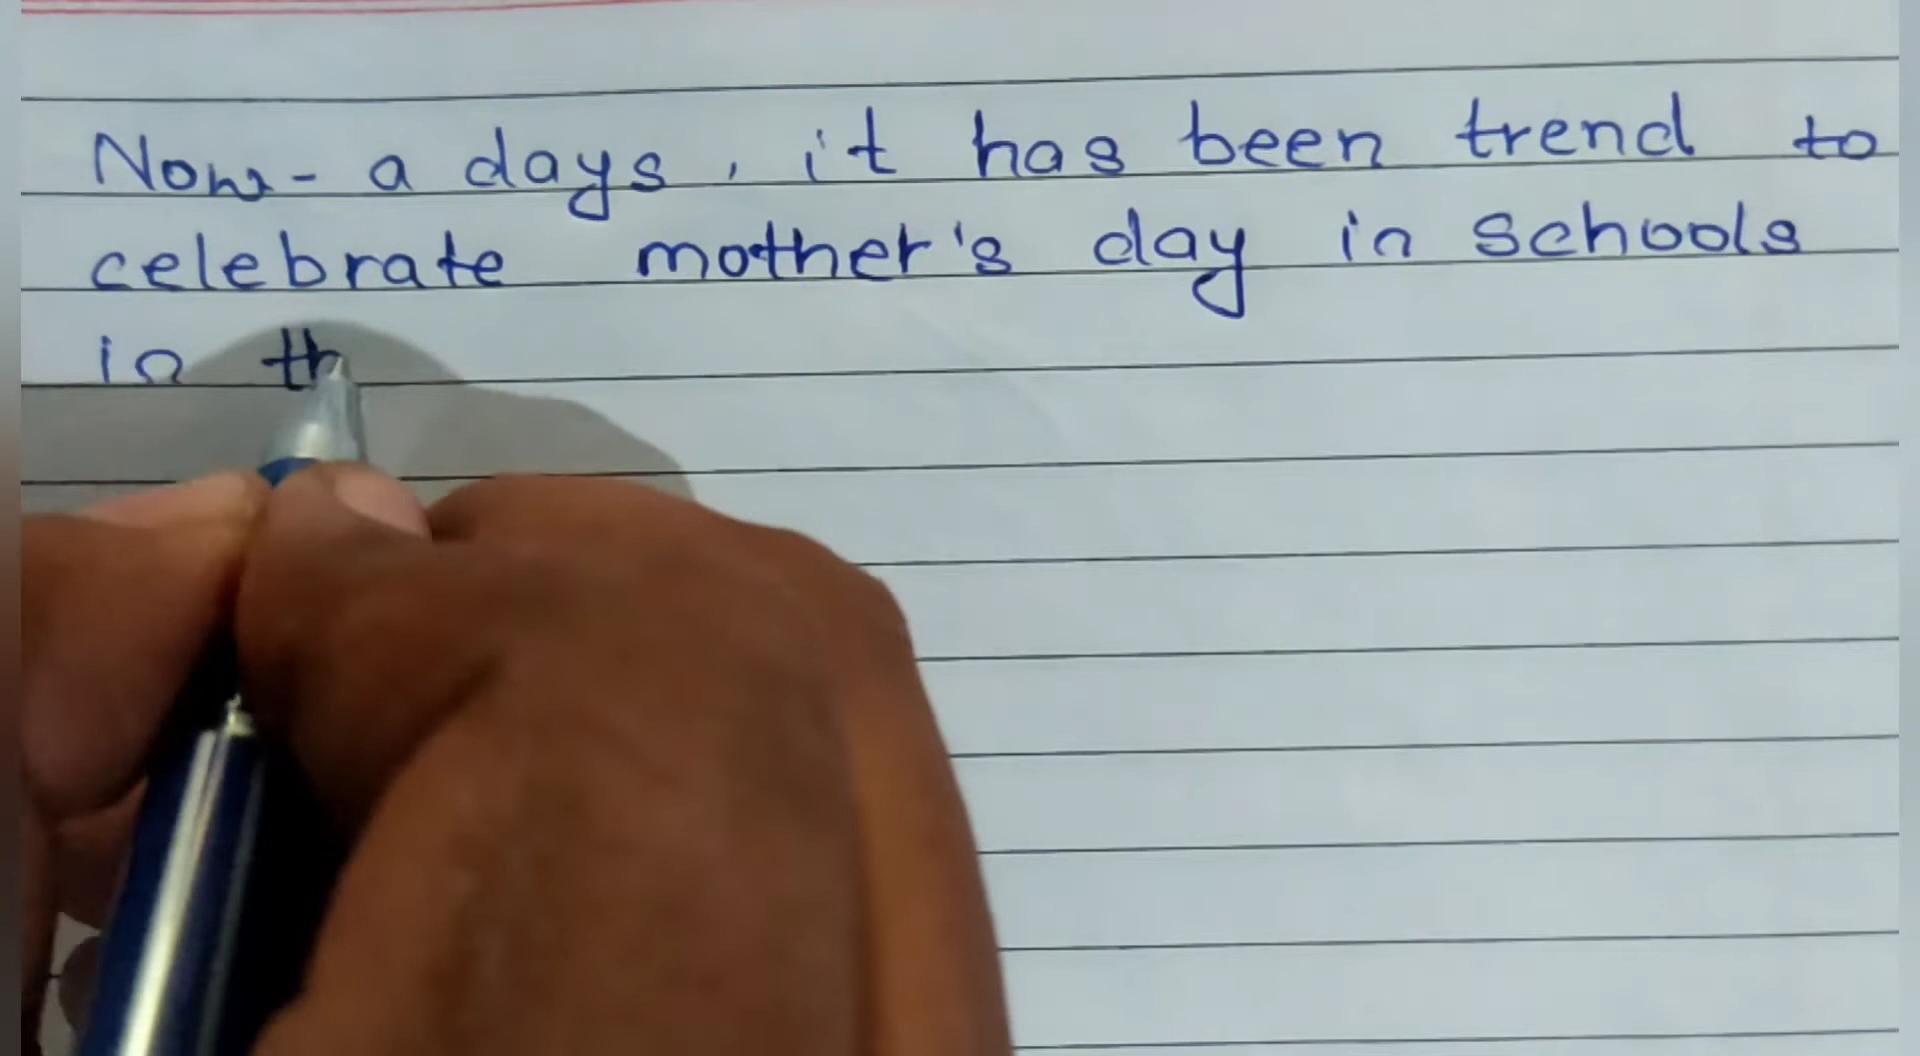 Now- a days, it has been trend to
celebrate mother's day in schools
in th